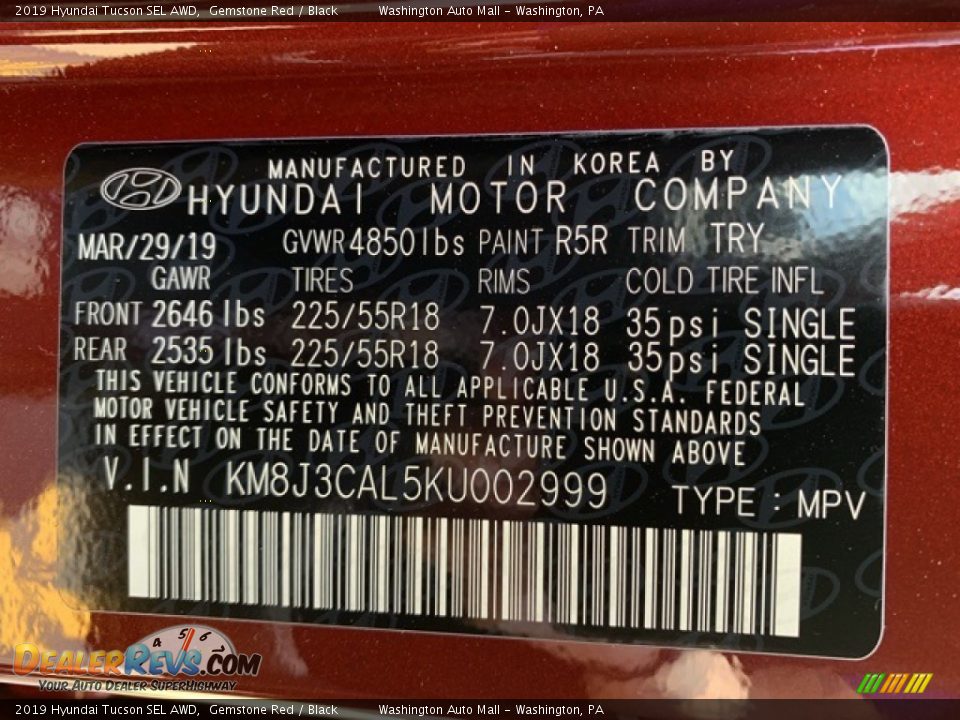 2019 Hyundai Tucson SEL AWD,  Gemstone Red / Black        Washington Auto Mall - Washington, PA
MANUFACTURED IN KOREA BY
HYUNDAI MOTOR COMPANY
MAR/29/19 GVWR 4850lbs PAINT R5R TRIM TRY
GAWR TIRES RIMS COLD TIRE INFL
FRONT 2646 lbs 225/55R18 7.0JX18 35psi SINGLE
REAR 2535 lbs 225/55R18 7.0JX18 35psi SINGLE
THIS VEHICLE CONFORMS TO ALL APPLICABLE U.S.A. FEDERAL
MOTOR VEHICLE SAFETY AND THEFT PREVENTION STANDARDS
IN EFFECT ON THE DATE OF MANUFACTURE SHOWN ABOVE
V.I.N KM8J3CAL5KU002999
TYPE : MPV
4 5 6
DEALERREVS.COM
YOUR AUTO DEALER SUPERHIGHWAY
2019 Hyundai Tucson SEL AWD,  Gemstone Red / Black        Washington Auto Mall - Washington, PA